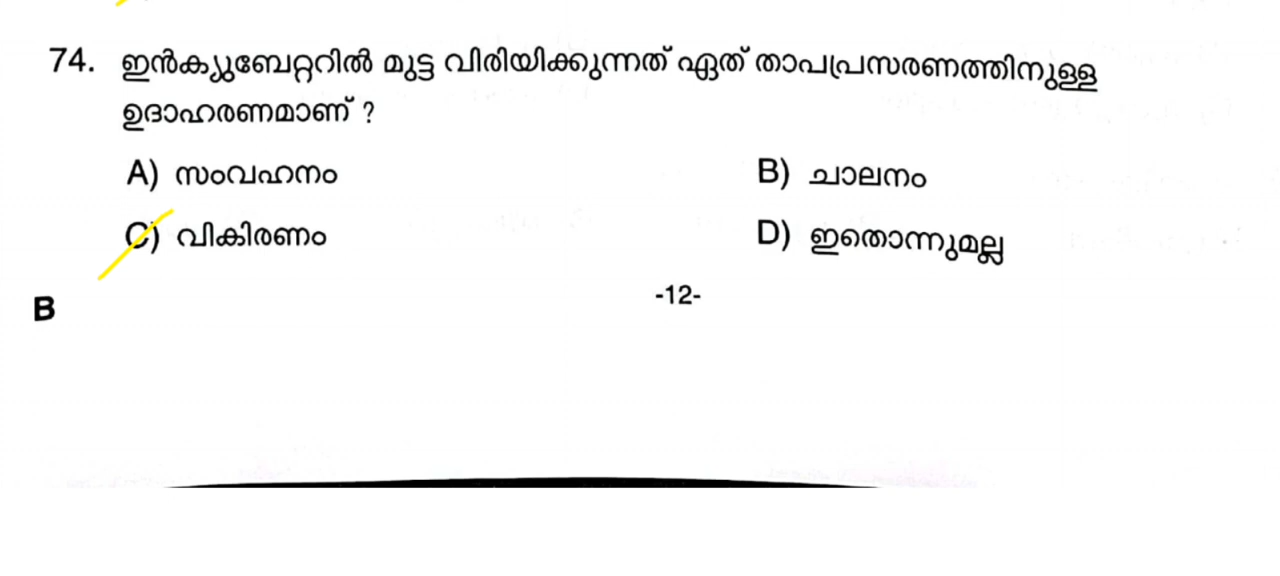 74. ഇൻക്യുബേറ്ററിൽ മുട്ട വിരിയിക്കുന്നത് ഏത് താപപ്രസരണത്തിനുള്ള
ഉദാഹരണമാണ് ?
A) സംവഹനം B) ചാലനം
C) വികിരണം D) ഇതൊന്നുമല്ല
B -12-